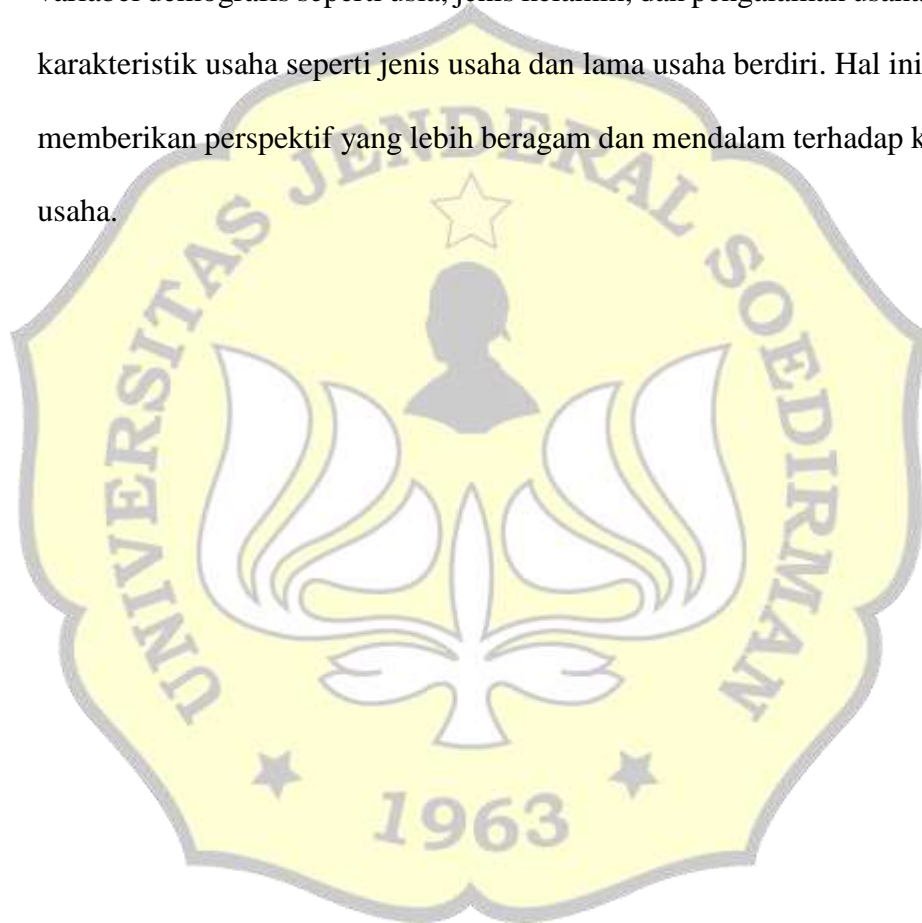 karakteristik usaha seperti jenis usaha dan lama usaha berdiri. Hal ini
memberikan perspektif yang lebih beragam dan mendalam terhadap
usaha.
UNIVERSITAS JENDERAL SOEDIRMAN
1963